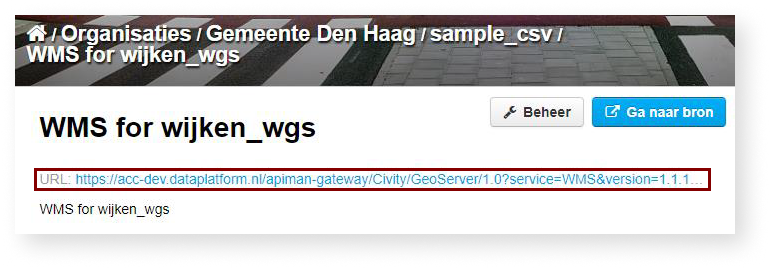 / Organisaties / Gemeente Den Haag / sample_csv /
WMS for wijken_wgs
Beheer
Ga naar bron
WMS for wijken_wgs
URL: https://acc-dev.dataplatform.nl/apiman-gateway/Civity/GeoServer/1.0?service=WMS&version=1.1.1...
WMS for wijken_wgs